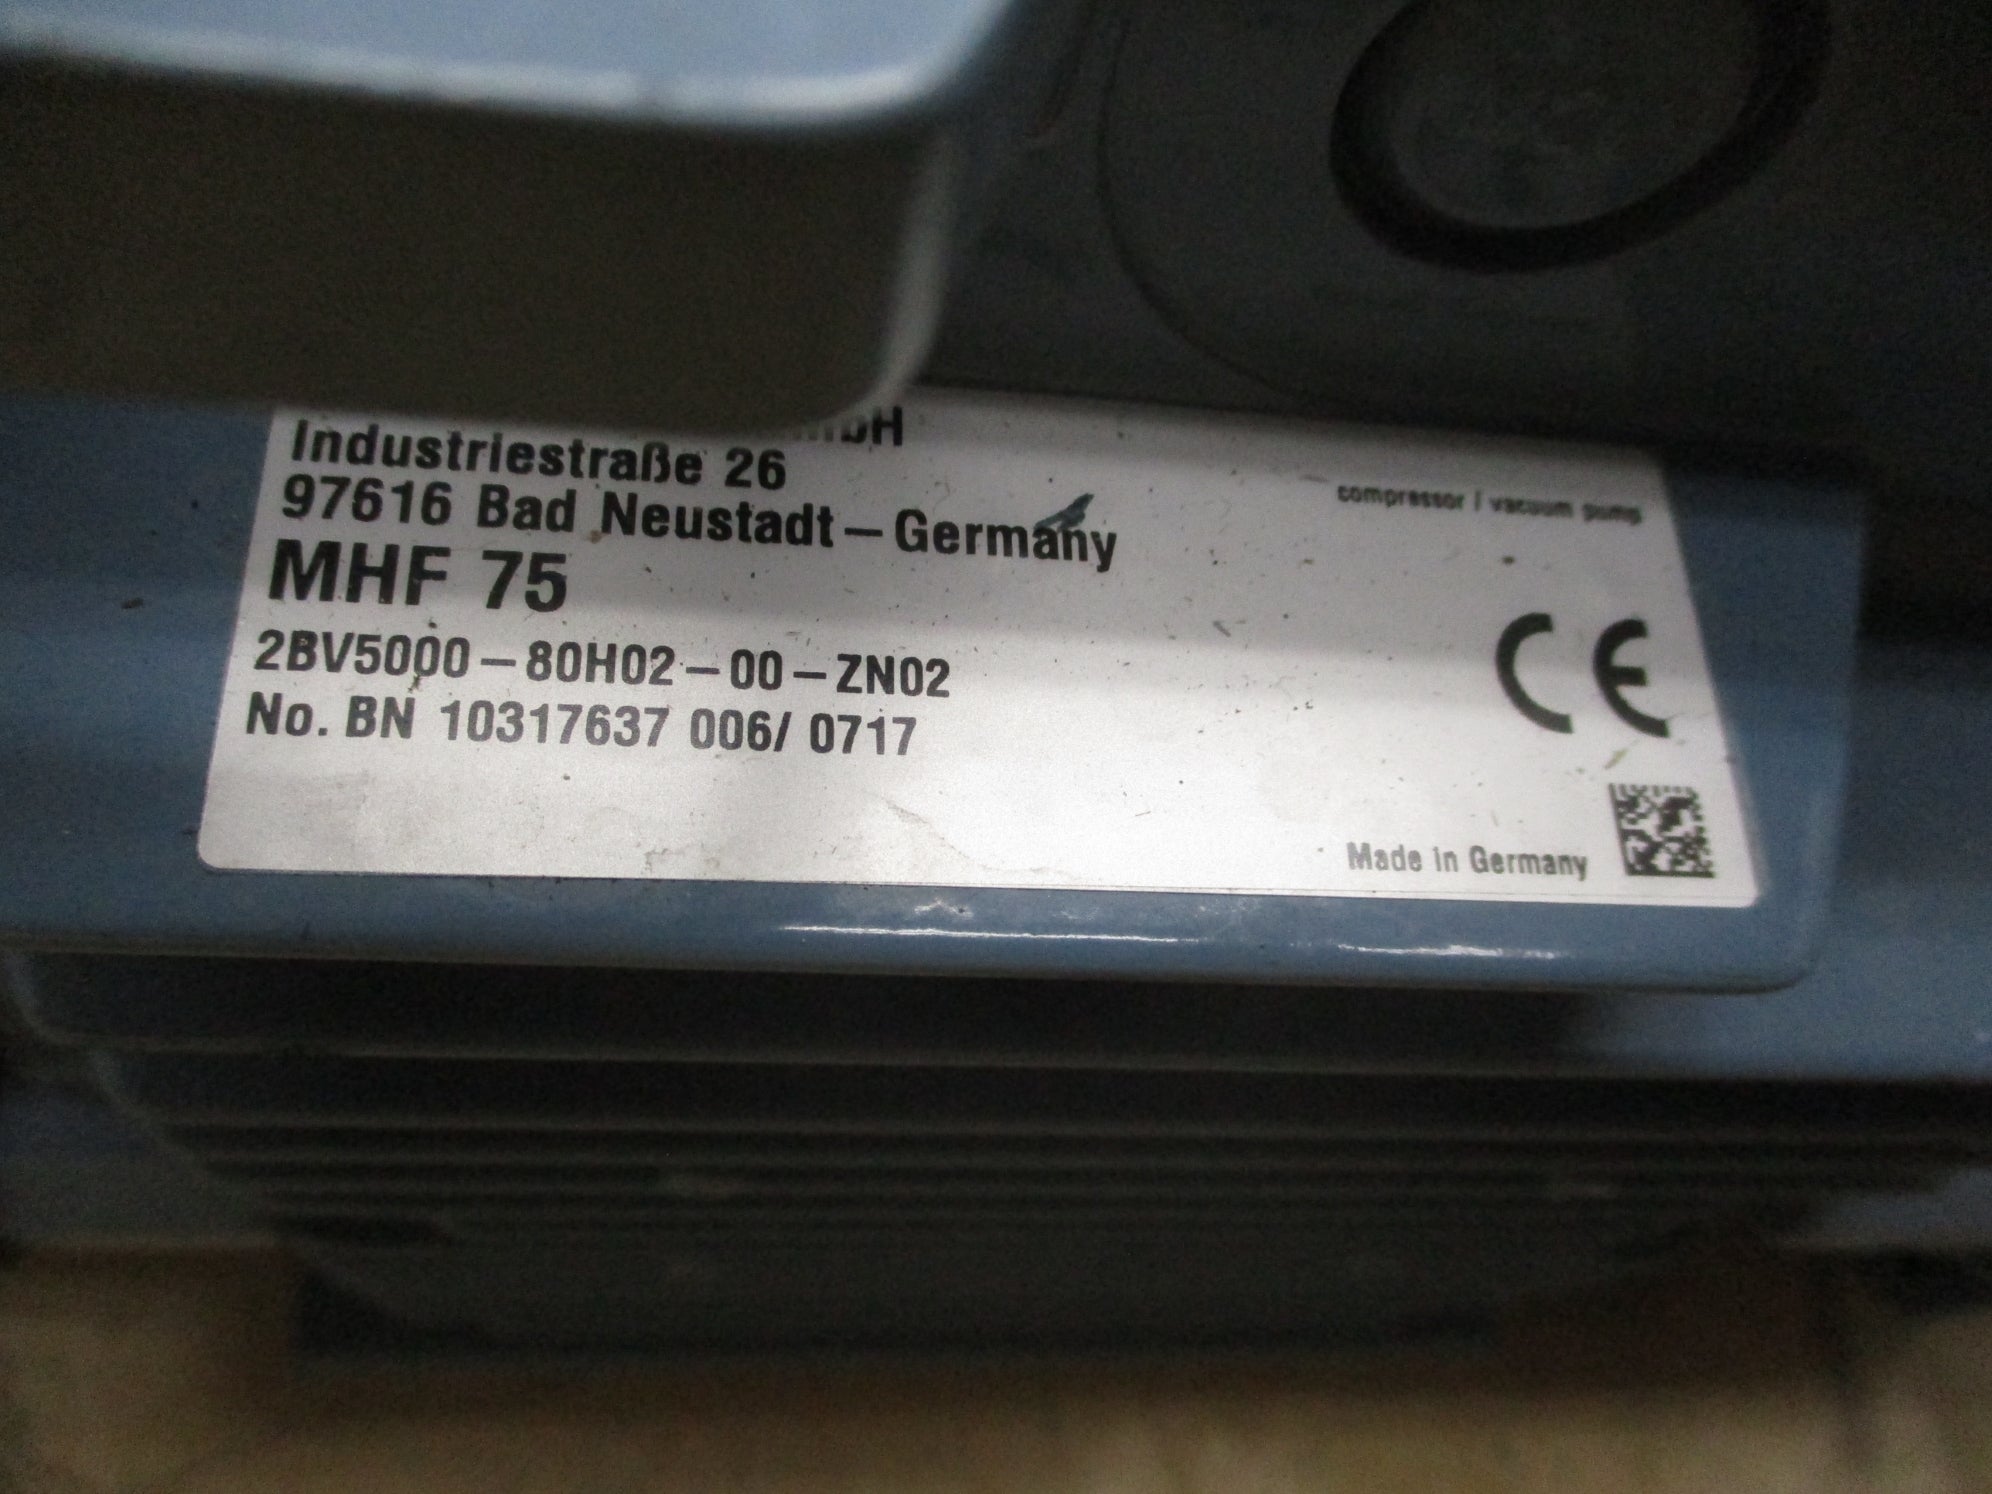 Industriestraße 26
97616 Bad Neustadt – Germany
compressor / vacuum pump
MHF 75
2BV5000 – 80H02 – 00 – ZN02
No. BN 10317637 006/ 0717
CE
Made in Germany